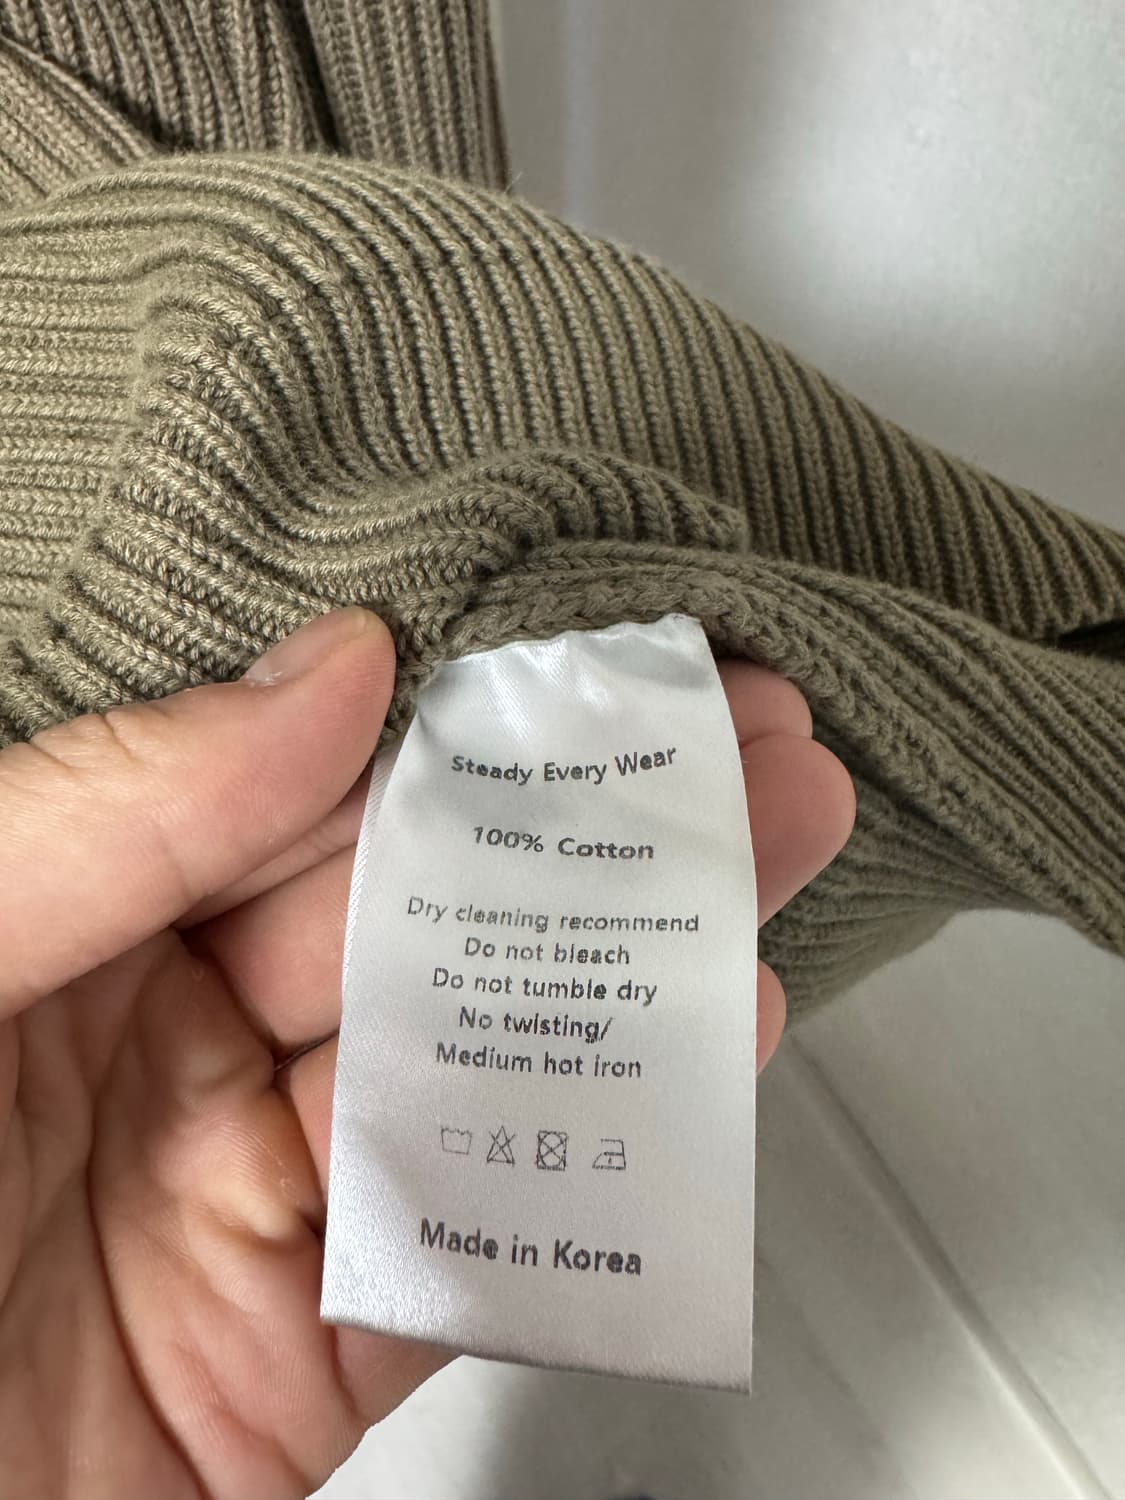 Steady Every Wear
100% Cotton
Dry cleaning recommend
Do not bleach
Do not tumble dry
No twisting/
Medium hot iron
Made in Korea